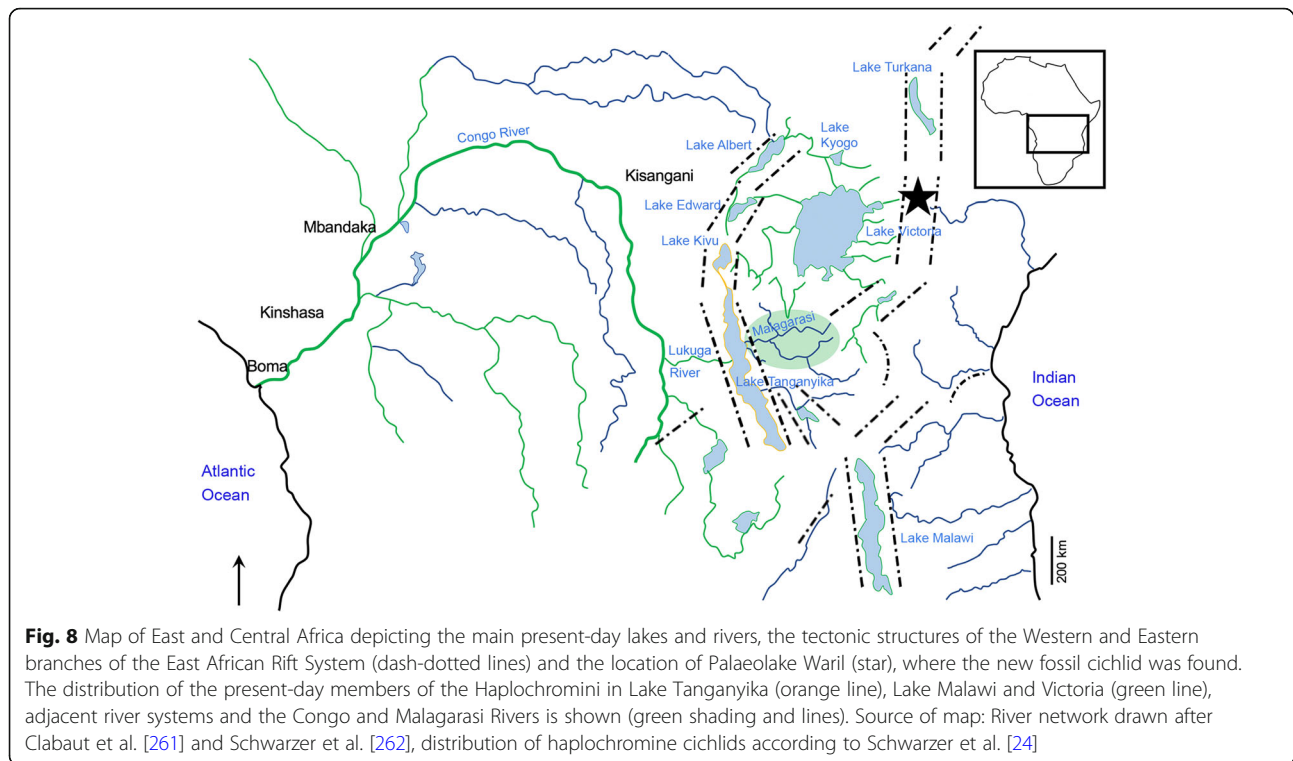 Lake Turkana
Congo River
Lake Albert
Lake
Kyogo
Kisangani
Lake Edward
Mbandaka
Lake Victoria
Lake Kivu
Kinshasa
Malagarasi
Lukuga
River
Boma
Lake Tanganyika
Indian
Ocean
Atlantic
Ocean
Lake Malawi
200 km
Fig. 8 Map of East and Central Africa depicting the main present-day lakes and rivers, the tectonic structures of the Western and Eastern
branches of the East African Rift System (dash-dotted lines) and the location of Palaeolake Waril (star), where the new fossil cichlid was found.
The distribution of the present-day members of the Haplochromini in Lake Tanganyika (orange line), Lake Malawi and Victoria (green line),
adjacent river systems and the Congo and Malagarasi Rivers is shown (green shading and lines). Source of map: River network drawn after
Clabaut et al. [261] and Schwarzer et al. [262], distribution of haplochromine cichlids according to Schwarzer et al. [24]